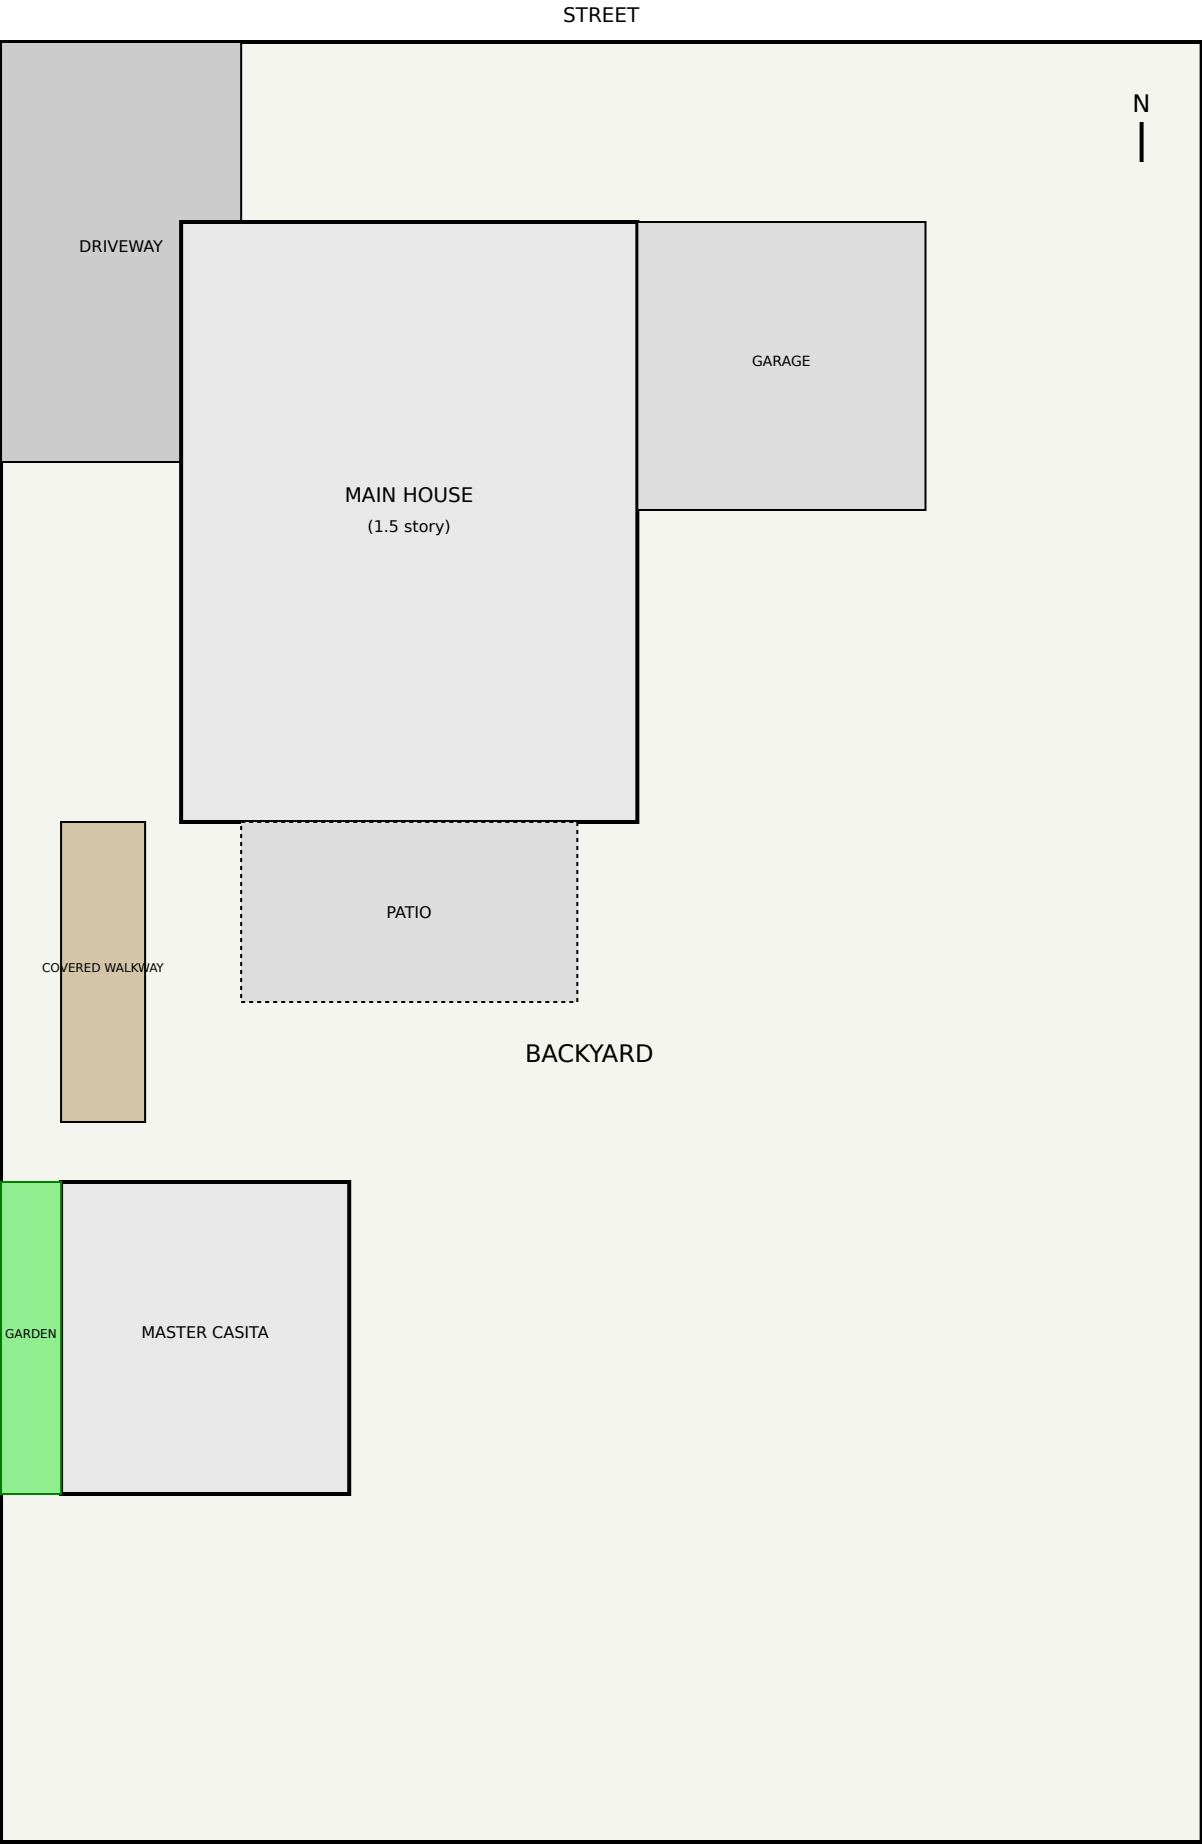 STREET
N
DRIVEWAY
GARAGE
MAIN HOUSE
(1.5 story)
PATIO
COVERED WALKWAY
BACKYARD
GARDEN
MASTER CASITA